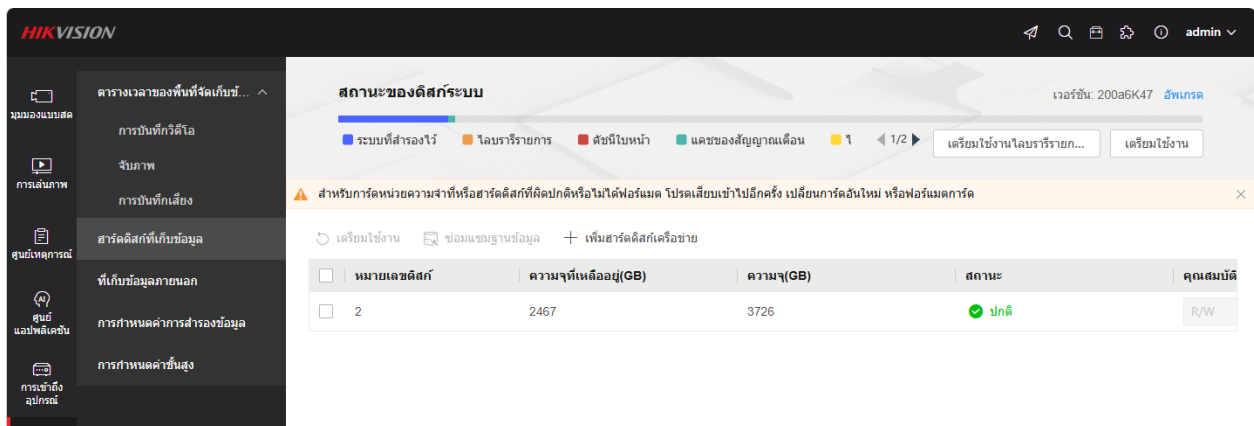 HIKVISION
admin
มุมมองแบบสด
การเล่นภาพ
ศูนย์เหตุการณ์
AI
ศูนย์
แอปพลิเคชัน
การเข้าถึง
อุปกรณ์
ตารางเวลาของพื้นที่จัดเก็บข้...
การบันทึกวิดีโอ
จับภาพ
การบันทึกเสียง
ฮาร์ดดิสก์ที่เก็บข้อมูล
ที่เก็บข้อมูลภายนอก
การกำหนดค่าการสำรองข้อมูล
การกำหนดค่าขั้นสูง
สถานะของดิสก์ระบบ
เวอร์ชัน: 200a6K47 อัพเกรด
ระบบที่สำรองไว้ ไลบรารีรายการ ดัชนีใบหน้า แคชของสัญญาณเตือน ไ 1/2 เตรียมใช้งานไลบรารีรายก... เตรียมใช้งาน
สำหรับการ์ดหน่วยความจำที่หรือฮาร์ดดิสก์ที่ผิดปกติหรือไม่ได้ฟอร์แมต โปรดเสียบเข้าไปอีกครั้ง เปลี่ยนการ์ดอันใหม่ หรือฟอร์แมตการ์ด
เตรียมใช้งาน ซ่อมแซมฐานข้อมูล เพิ่มฮาร์ดดิสก์เครือข่าย
หมายเลขดิสก์ ความจุที่เหลืออยู่(GB) ความจุ(GB) สถานะ คุณสมบัติ
2 2467 3726 ปกติ R/W